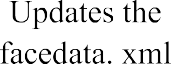 Updates the
facedata. xml